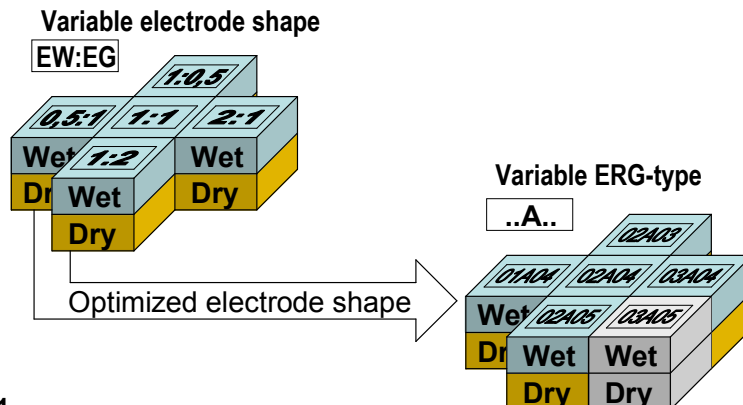 Variable electrode shape
EW:EG
1:0,5
0,5:1 1:1 2:1
Wet 1:2 Wet
Wet
Dry
Dry
Variable ERG-type
..A..
02A03
01A04 02A04 03A04
Optimized electrode shape
02A05 03A05
Wet
Wet Wet
Dry Dry